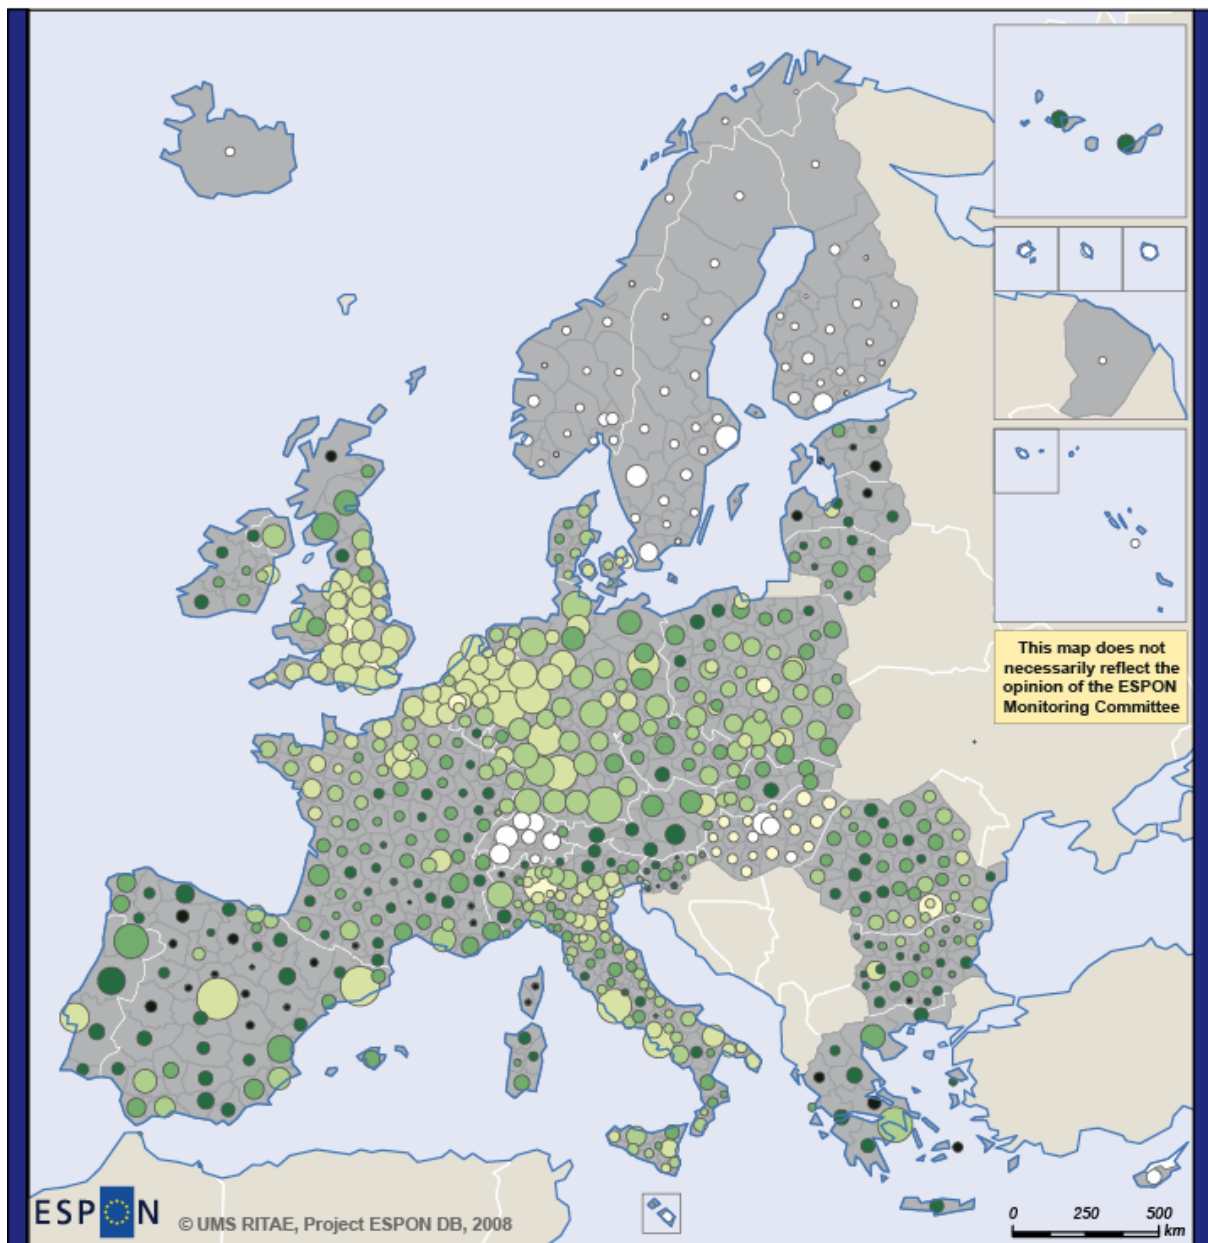 This map does not
necessarily reflect the
opinion of the ESPON
Monitoring Committee
ESPON
© UMS RITAE, Project ESPON DB, 2008
0 250 500
km